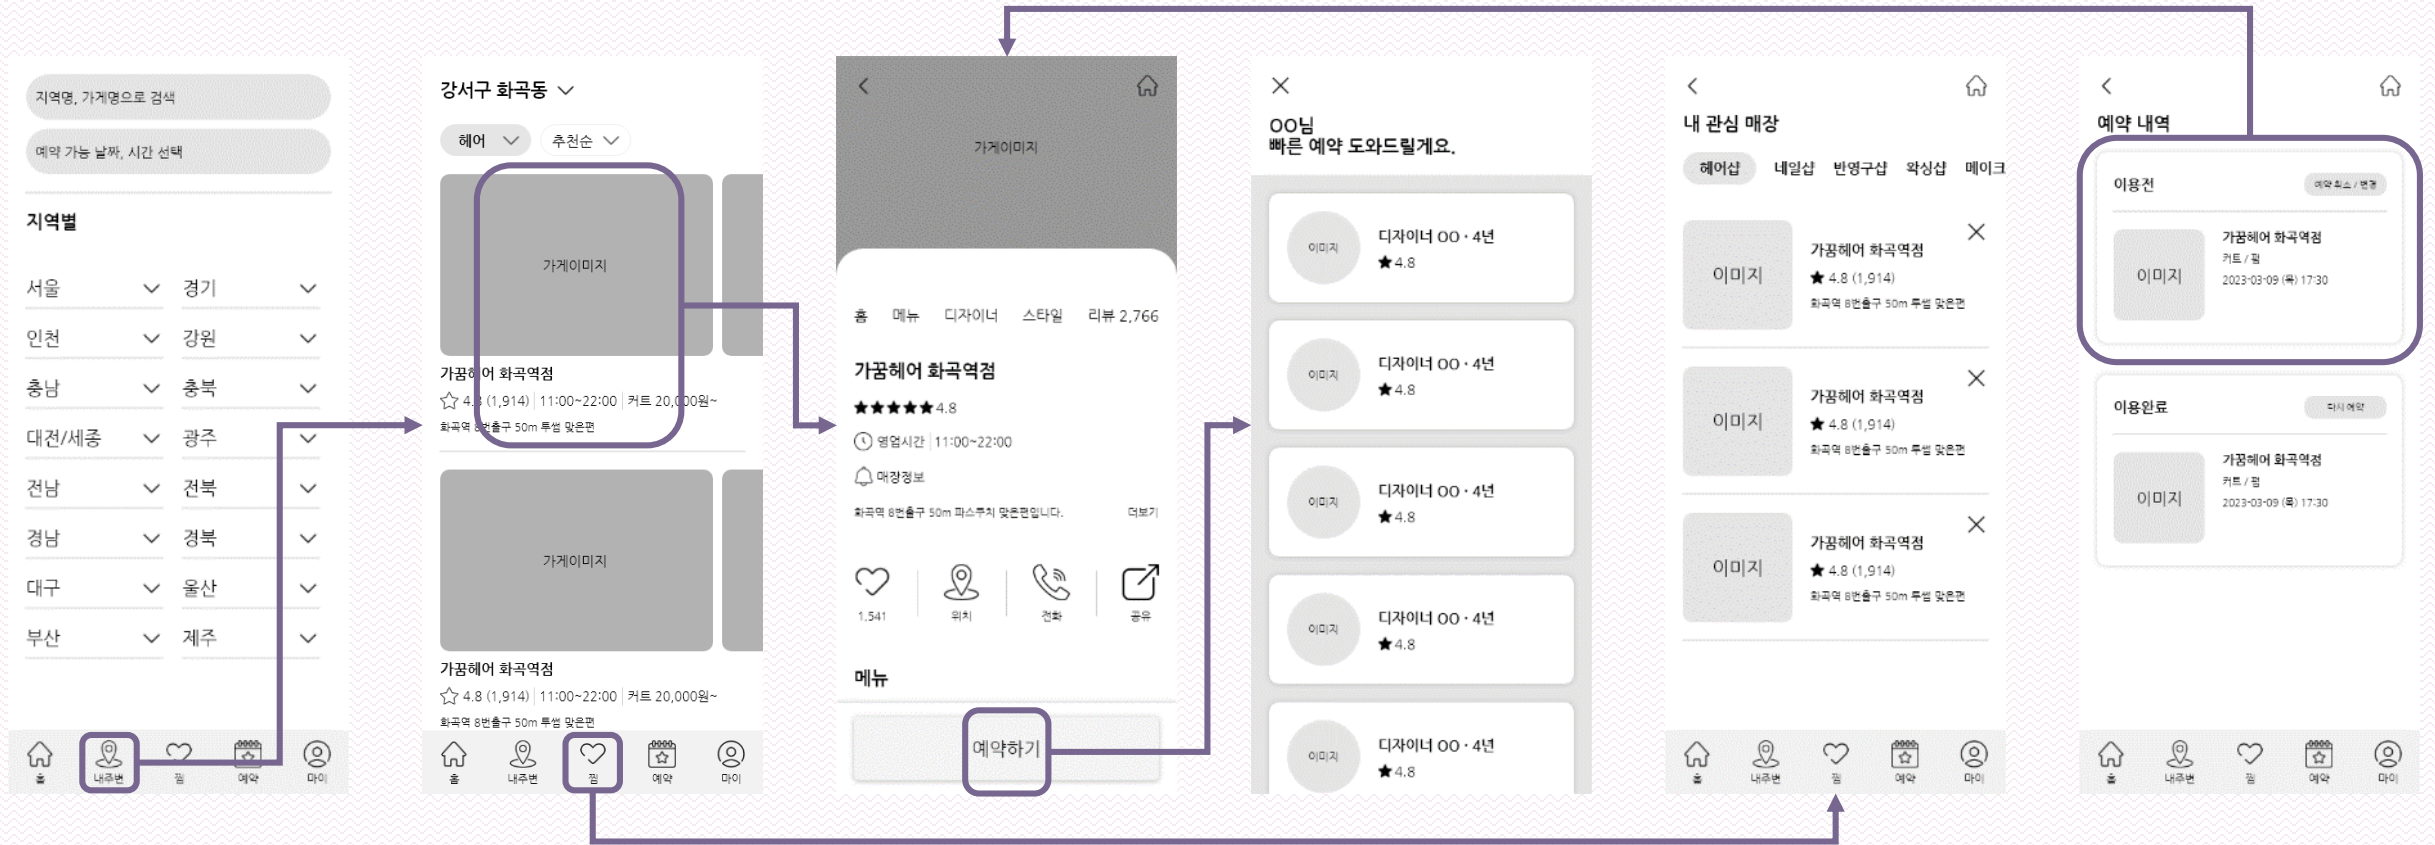 지역명, 가게명으로 검색
예약 가능 날짜, 시간 선택
지역별
서울 경기
인천 강원
충남 충북
대전/세종 광주
전남 전북
경남 경북
대구 울산
부산 제주
홈 내주변 찜 예약 마이
강서구 화곡동
헤어 추천순
가게이미지
가꿈헤어 화곡역점
4.8 (1,914) 11:00~22:00 커트 20,000원~
화곡역 8번출구 50m 투썸 맞은편
가게이미지
가꿈헤어 화곡역점
4.8 (1,914) 11:00~22:00 커트 20,000원~
화곡역 8번출구 50m 투썸 맞은편
홈 내주변 찜 예약 마이
가게이미지
홈 메뉴 디자이너 스타일 리뷰 2,766
가꿈헤어 화곡역점
★★★★★ 4.8
영업시간 11:00~22:00
매장정보
화곡역 8번출구 50m 파스쿠치 맞은편입니다. 더보기
1.541 위치 전화 공유
메뉴
예약하기
OO님
빠른 예약 도와드릴게요.
이미지
디자이너 OO · 4년
★ 4.8
이미지
디자이너 OO · 4년
★ 4.8
이미지
디자이너 OO · 4년
★ 4.8
이미지
디자이너 OO · 4년
★ 4.8
이미지
디자이너 OO · 4년
★ 4.8
내 관심 매장
헤어샵 네일샵 반영구샵 왁싱샵 메이크
이미지
가꿈헤어 화곡역점
★ 4.8 (1,914)
화곡역 8번출구 50m 투썸 맞은편
이미지
가꿈헤어 화곡역점
★ 4.8 (1,914)
화곡역 8번출구 50m 투썸 맞은편
이미지
가꿈헤어 화곡역점
★ 4.8 (1,914)
화곡역 8번출구 50m 투썸 맞은편
홈 내주변 찜 예약 마이
예약 내역
이용전 예약 취소 / 변경
이미지
가꿈헤어 화곡역점
커트 / 펌
2023-03-09 (목) 17:30
이용완료 다시 예약
이미지
가꿈헤어 화곡역점
커트 / 펌
2023-03-09 (목) 17:30
홈 내주변 찜 예약 마이